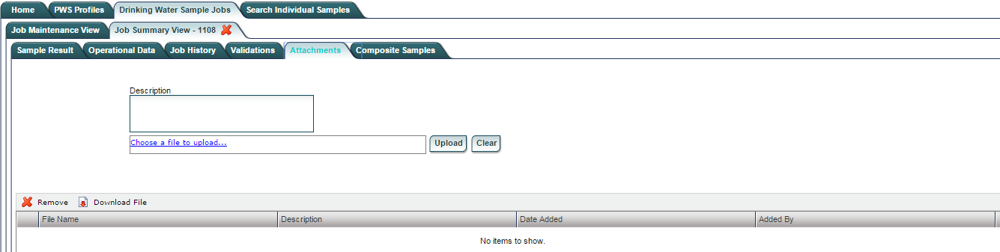 Home PWS Profiles Drinking Water Sample Jobs Search Individual Samples
Job Maintenance View Job Summary View - 1108
Sample Result Operational Data Job History Validations Attachments Composite Samples
Description
Choose a file to upload... Upload Clear
Remove Download File
File Name Description Date Added Added By
No items to show.